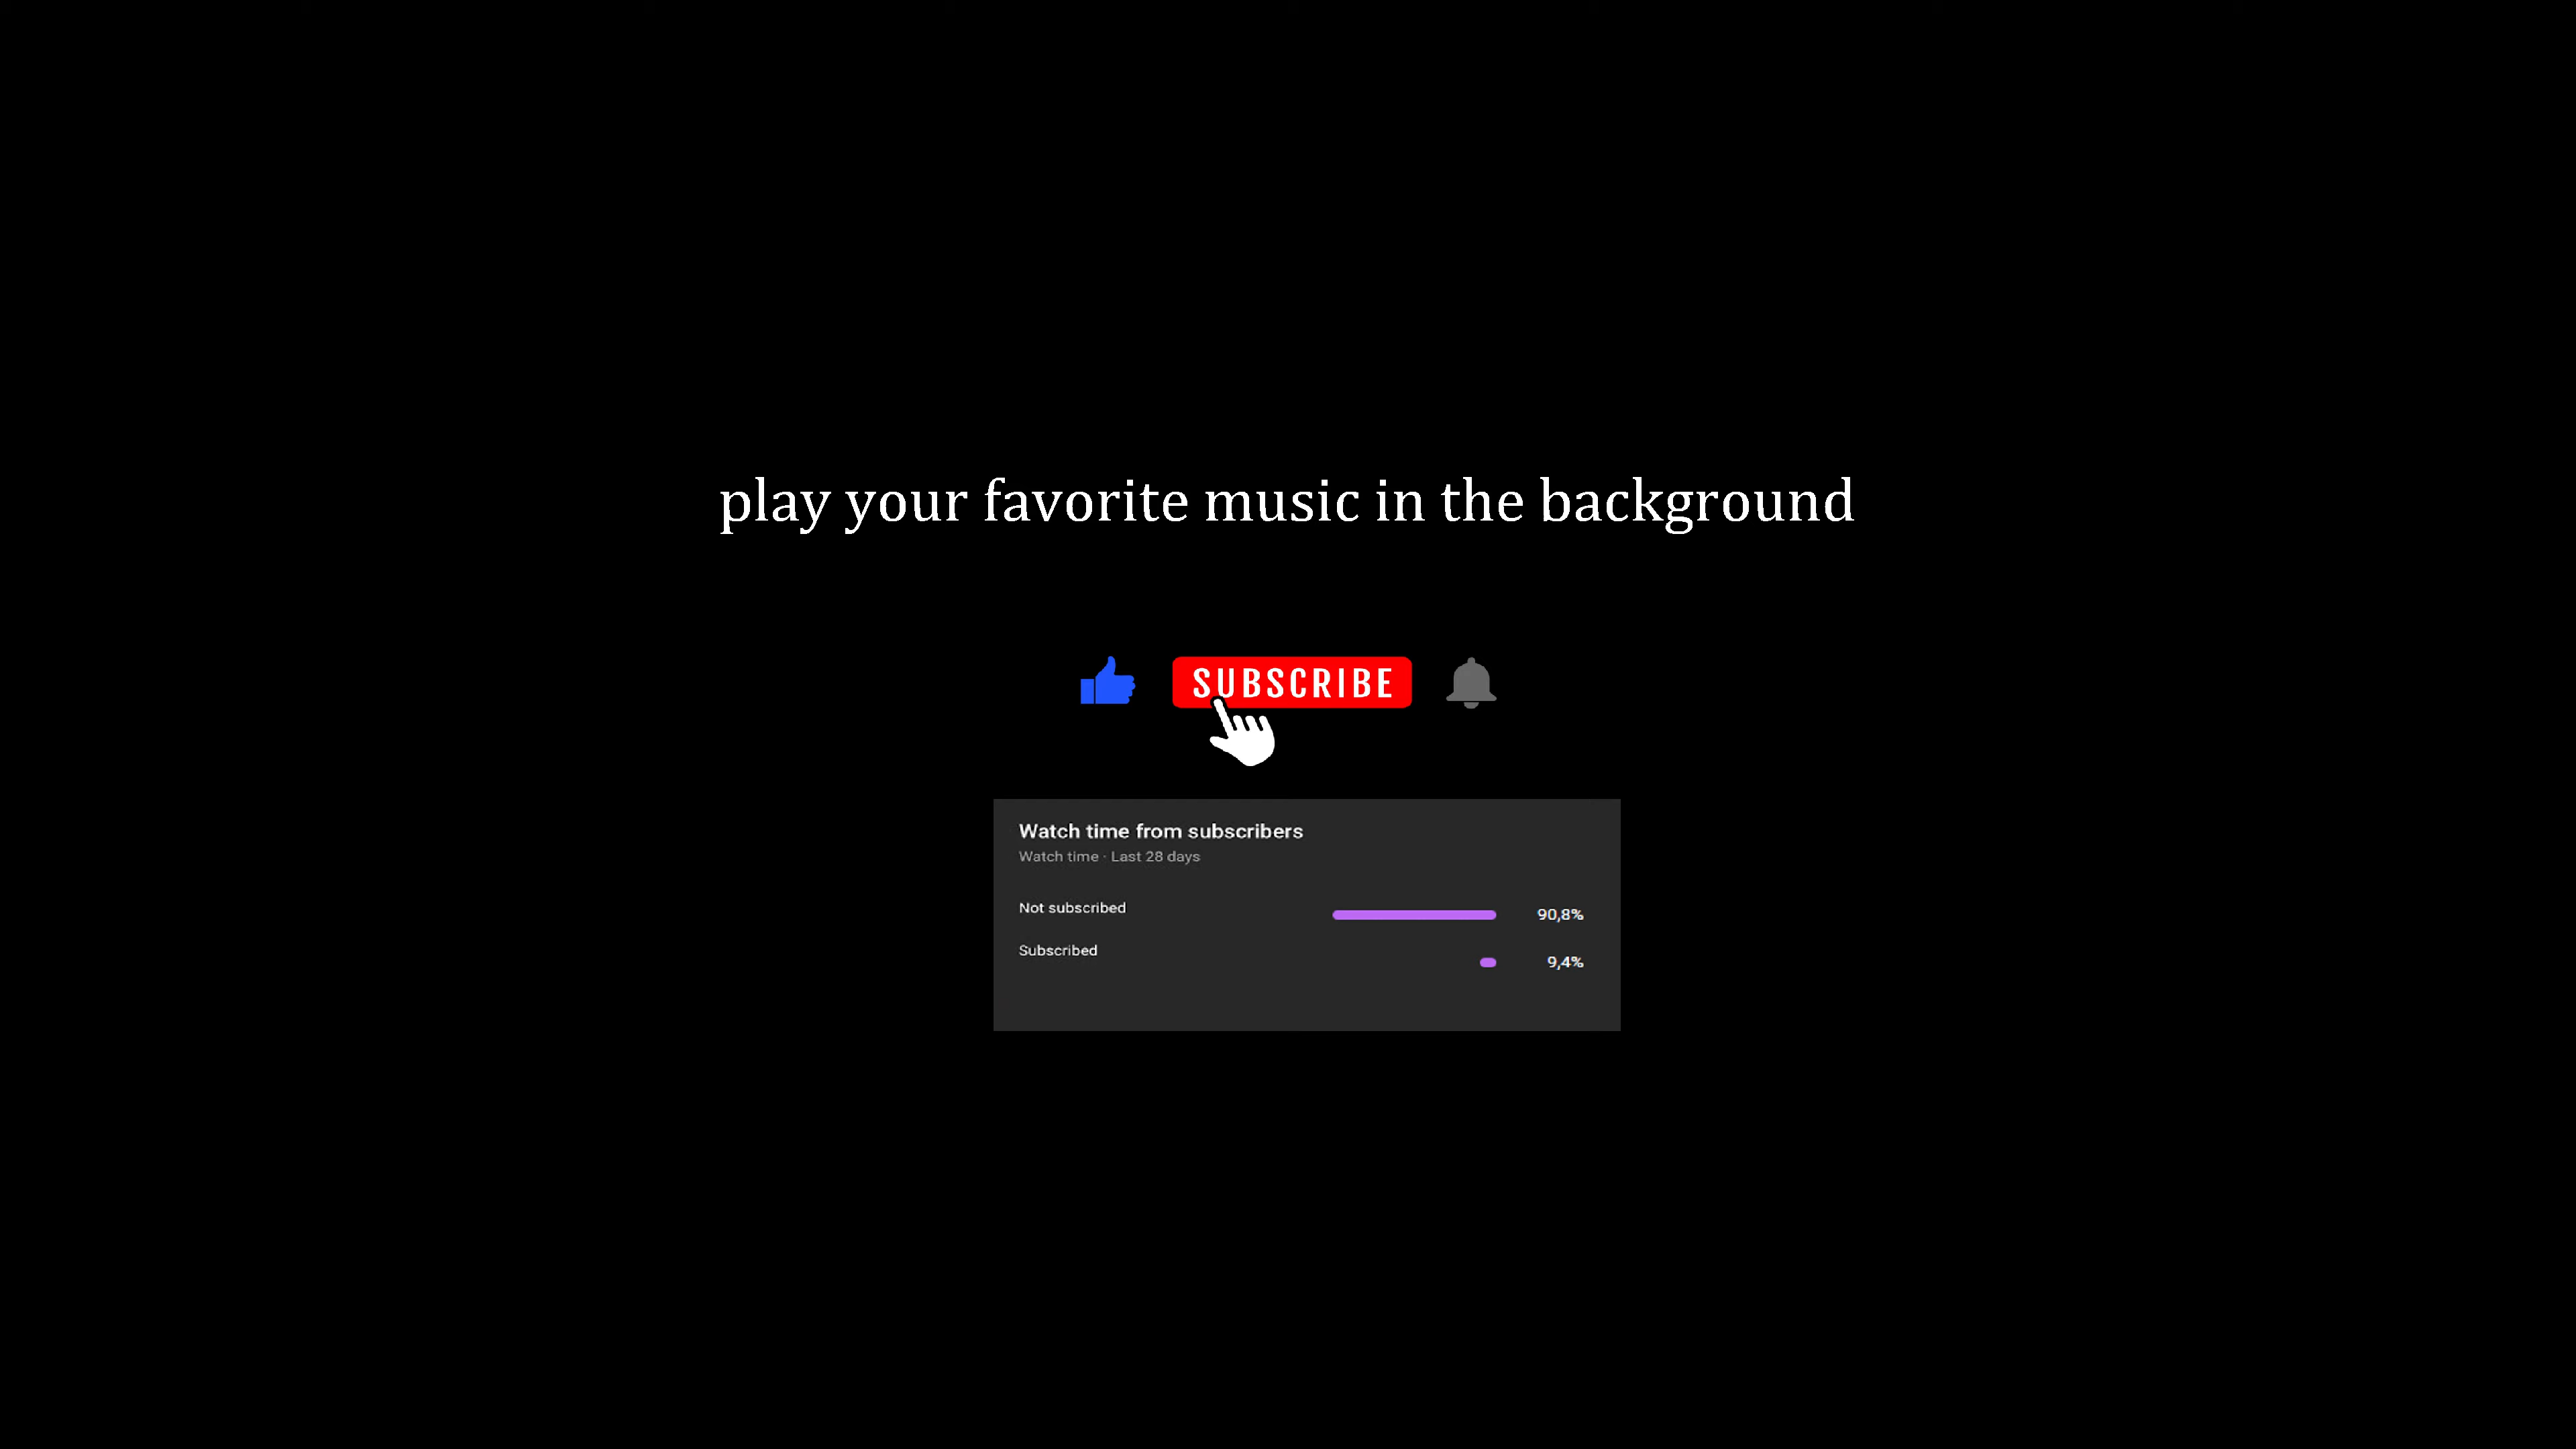 play your favorite music in the background
SUBSCRIBE
Watch time from subscribers
Watch time · Last 28 days
Not subscribed 90,8%
Subscribed 9,4%